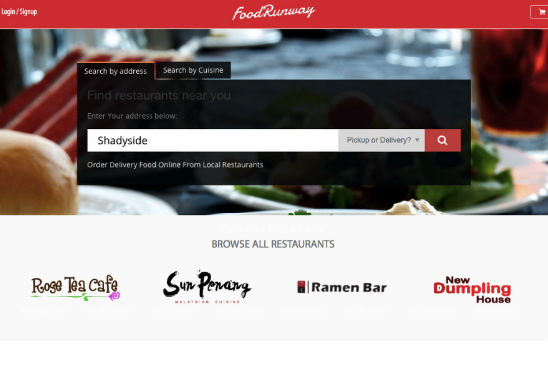 Login / Signup
FoodRunway
Search by address
Search by Cuisine
Find restaurants near you
Enter Your address below:
Shadyside
Pickup or Delivery?
Order Delivery Food Online From Local Restaurants
BROWSE ALL RESTAURANTS
Rose Tea Cafe
Sun Penang
MALAYSIAN CUISINE
Ramen Bar
New
Dumpling
House